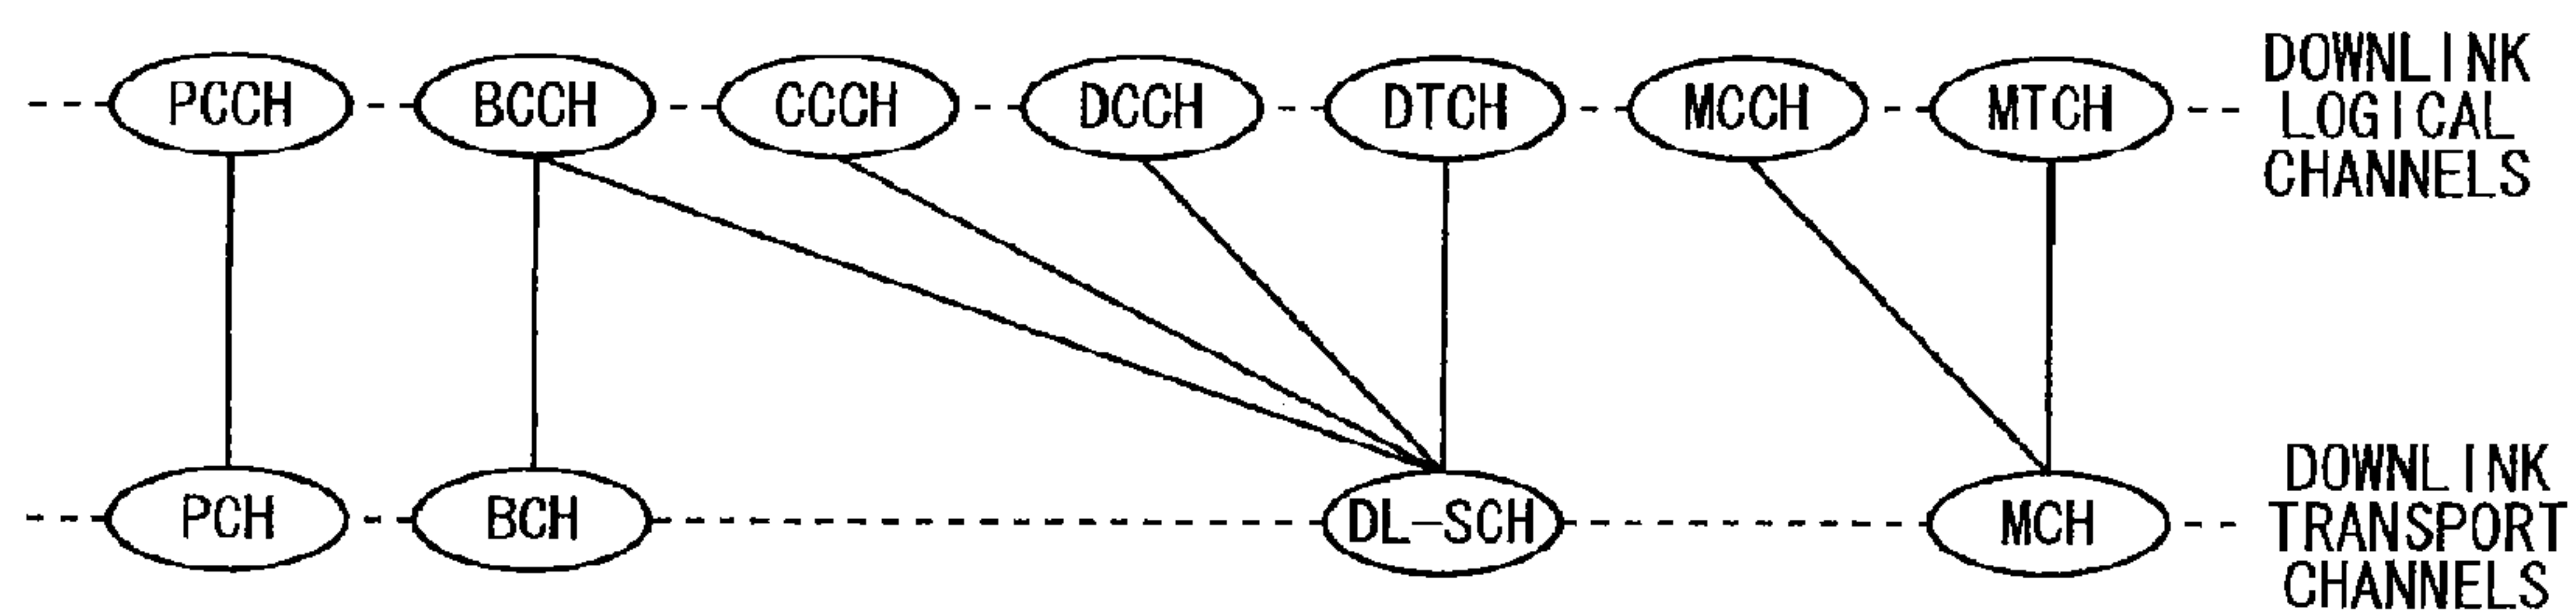 PCCH BCCH CCCH DCCH DTCH MCCH MTCH
DOWNLINK
LOGICAL
CHANNELS
PCH BCH DL-SCH MCH
DOWNLINK
TRANSPORT
CHANNELS